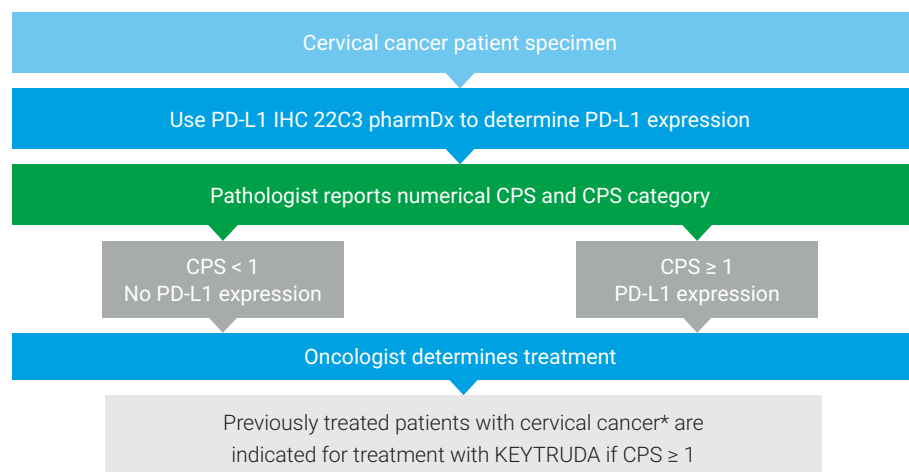 Cervical cancer patient specimen
Use PD-L1 IHC 22C3 pharmDx to determine PD-L1 expression
Pathologist reports numerical CPS and CPS category
CPS < 1
No PD-L1 expression
CPS ≥ 1
PD-L1 expression
Oncologist determines treatment
Previously treated patients with cervical cancer* are
indicated for treatment with KEYTRUDA if CPS ≥ 1